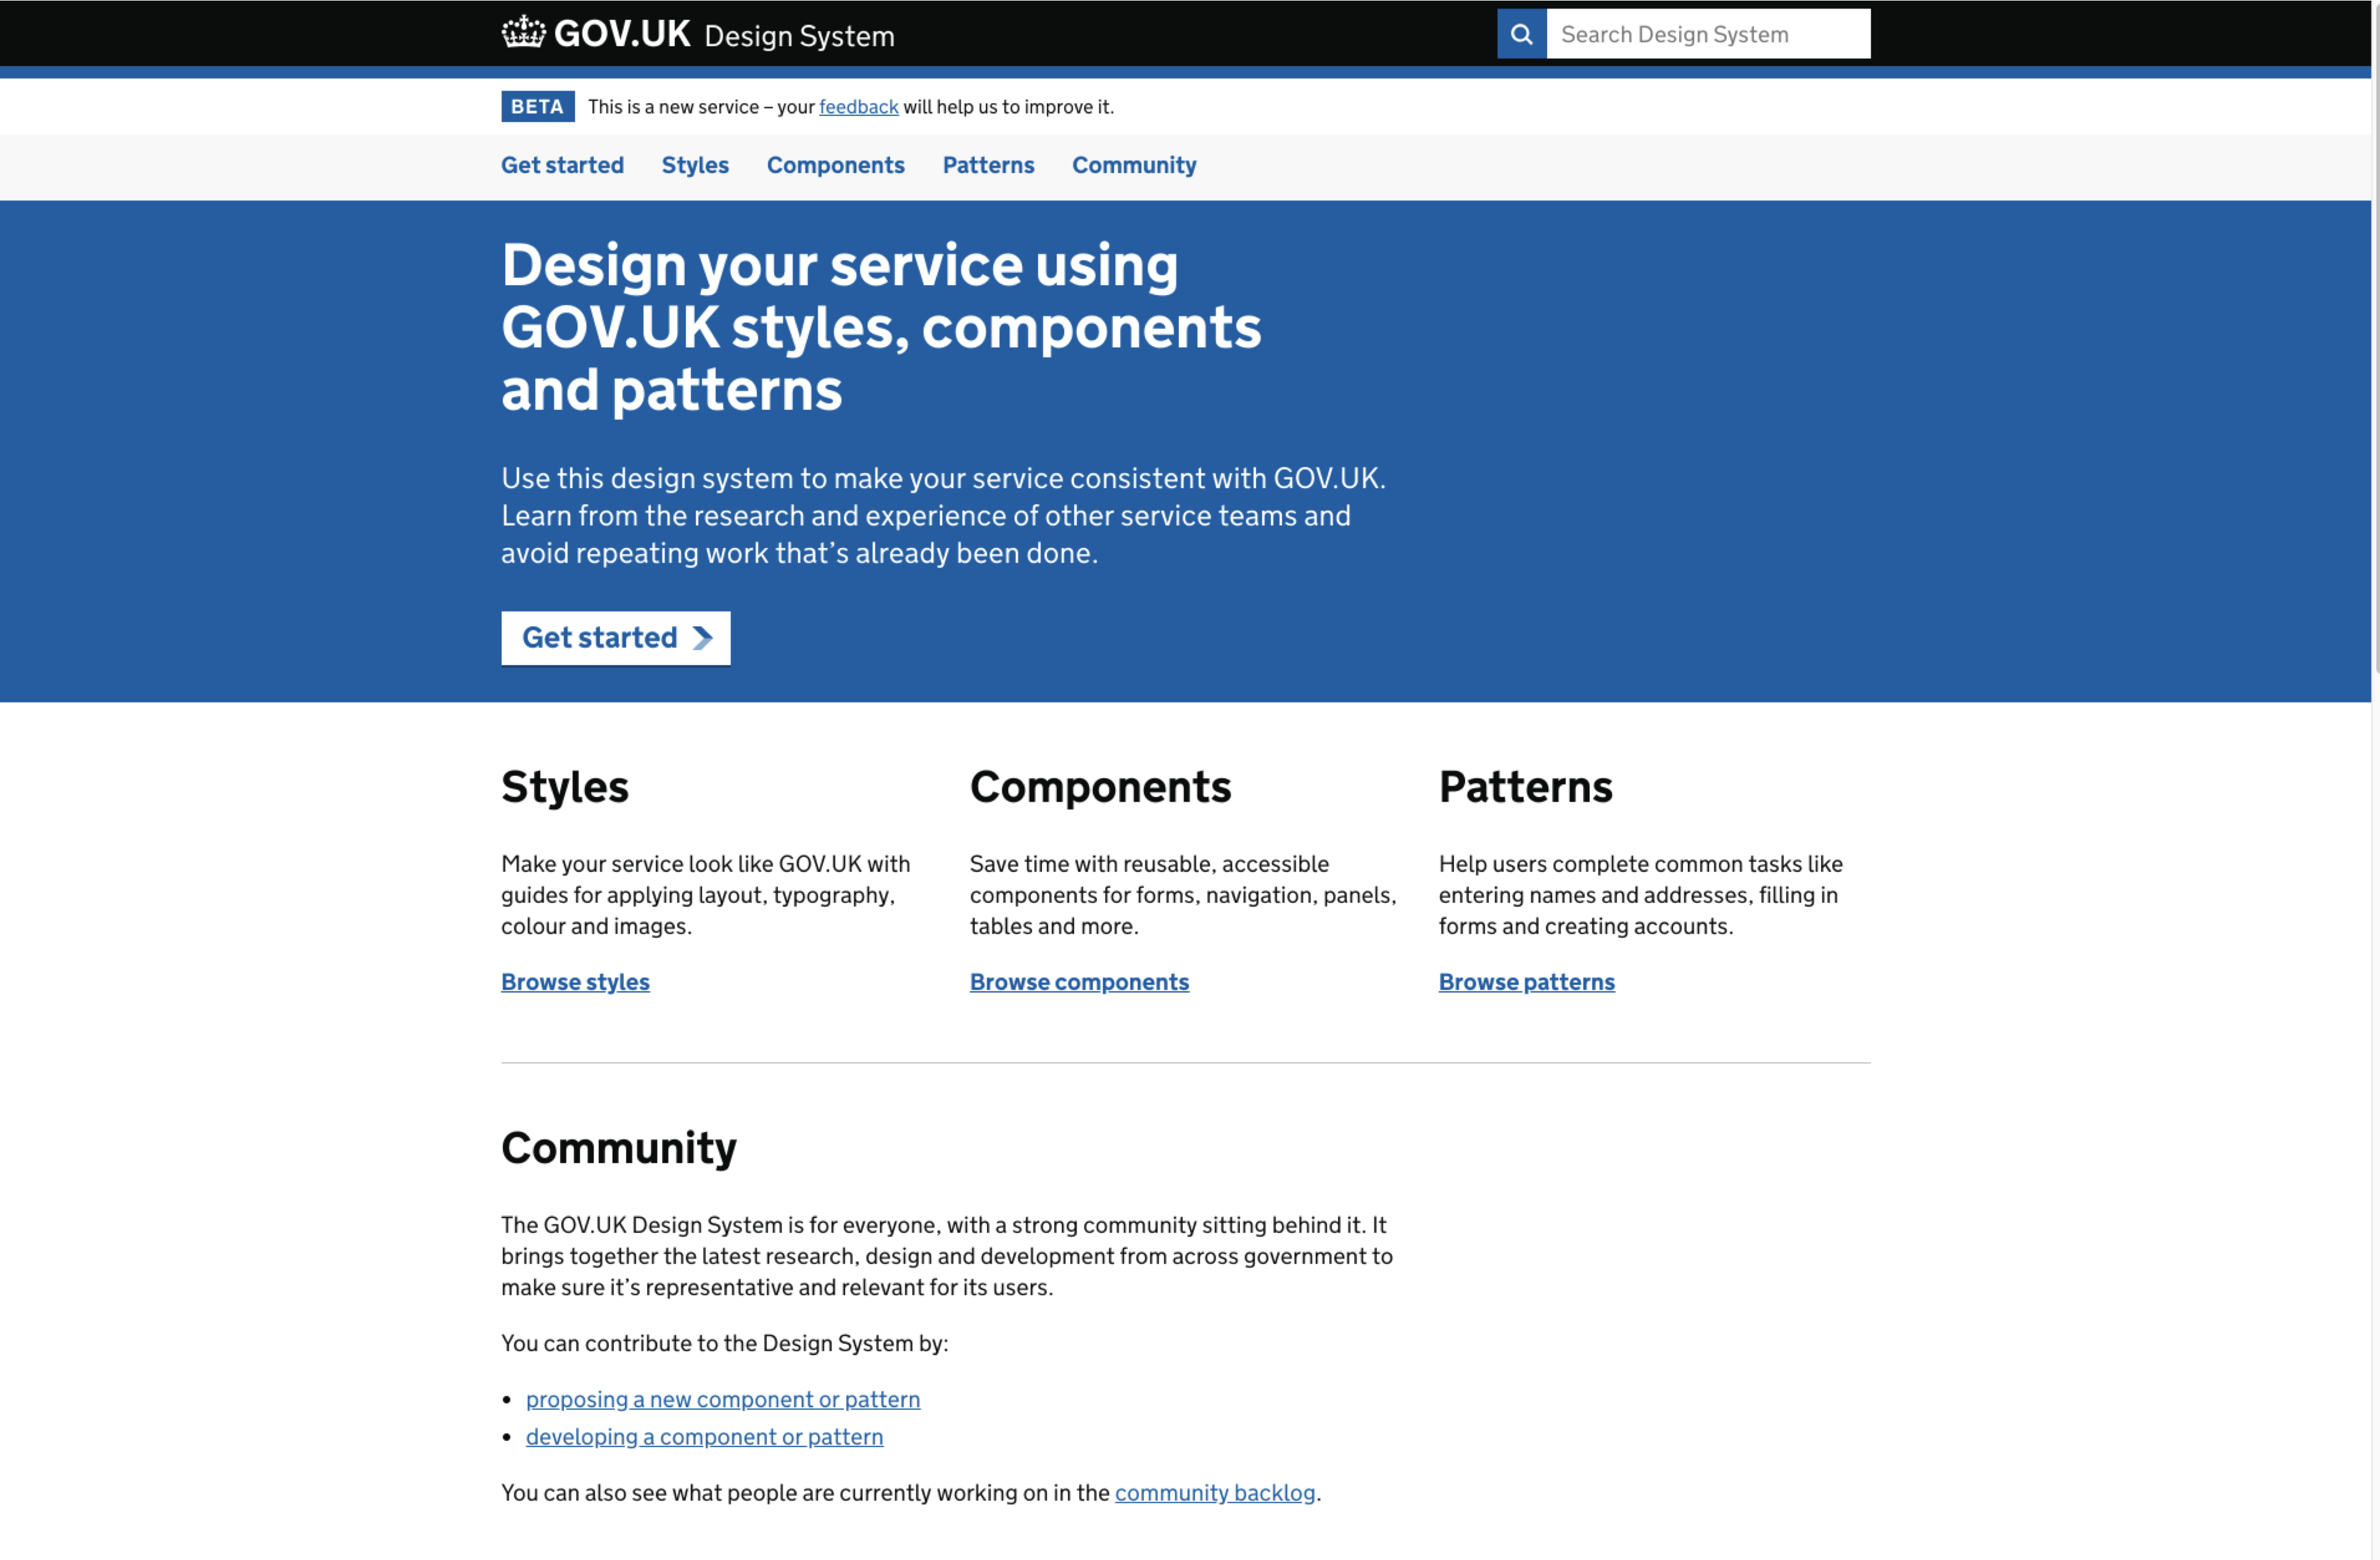 GOV.UK Design System
Search Design System
BETA This is a new service – your feedback will help us to improve it.
Get started Styles Components Patterns Community
Design your service using
GOV.UK styles, components
and patterns
Use this design system to make your service consistent with GOV.UK.
Learn from the research and experience of other service teams and
avoid repeating work that’s already been done.
Get started
Styles
Make your service look like GOV.UK with
guides for applying layout, typography,
colour and images.
Browse styles
Components
Save time with reusable, accessible
components for forms, navigation, panels,
tables and more.
Browse components
Patterns
Help users complete common tasks like
entering names and addresses, filling in
forms and creating accounts.
Browse patterns
Community
The GOV.UK Design System is for everyone, with a strong community sitting behind it. It
brings together the latest research, design and development from across government to
make sure it’s representative and relevant for its users.
You can contribute to the Design System by:
• proposing a new component or pattern
• developing a component or pattern
You can also see what people are currently working on in the community backlog.